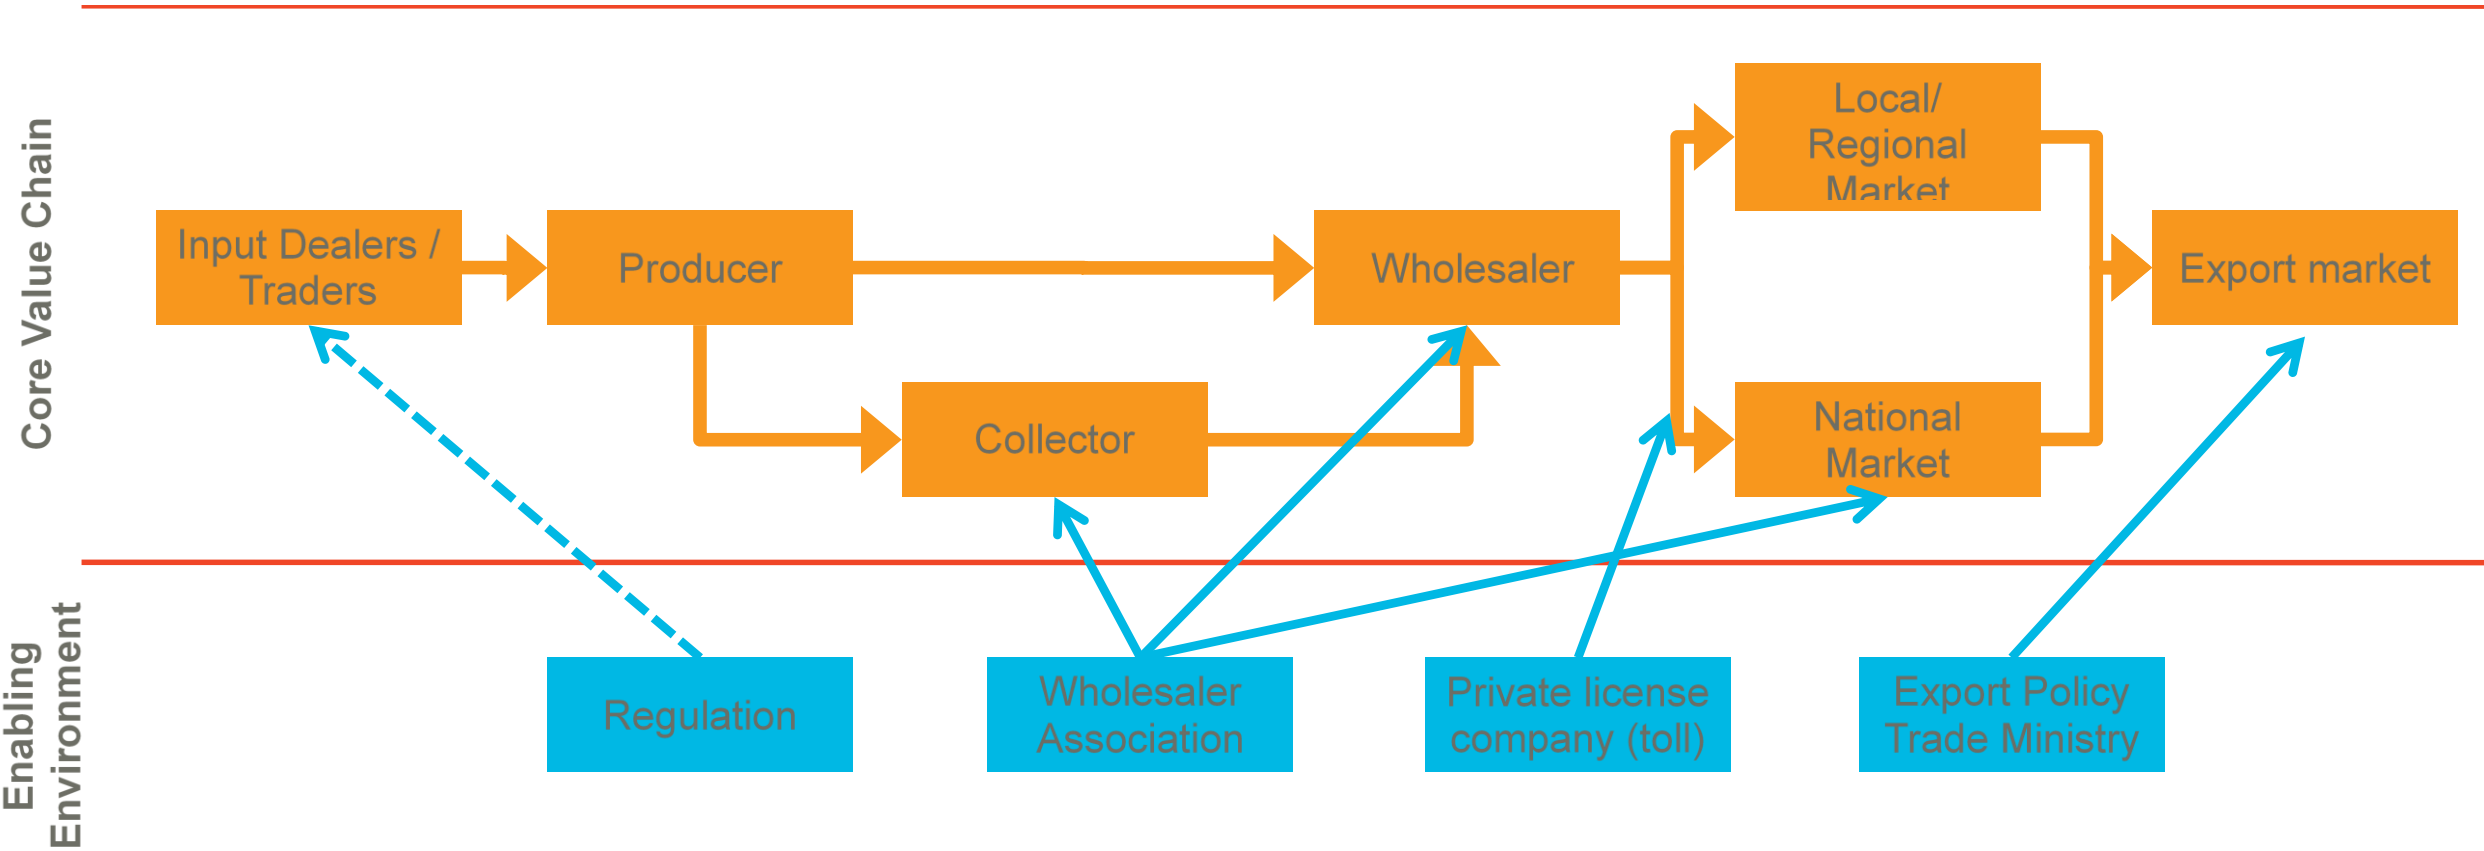 Core Value Chain
Input Dealers /
Traders
Producer
Collector
Wholesaler
Local/
Regional
Market
National
Market
Export market
Enabling
Environment
Regulation
Wholesaler
Association
Private license
company (toll)
Export Policy
Trade Ministry